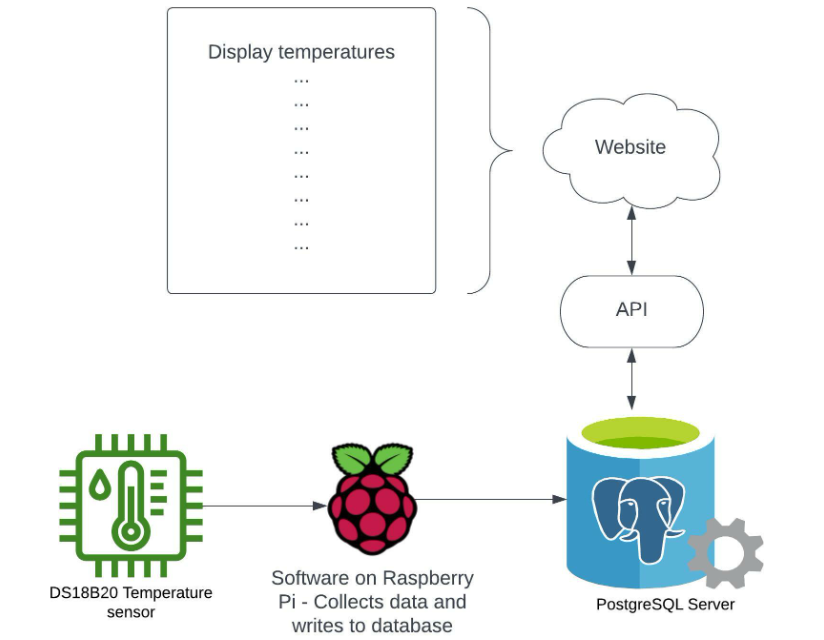 Display temperatures
...
...
...
...
...
...
...
...
Website
API
DS18B20 Temperature
sensor
Software on Raspberry
Pi - Collects data and
writes to database
PostgreSQL Server